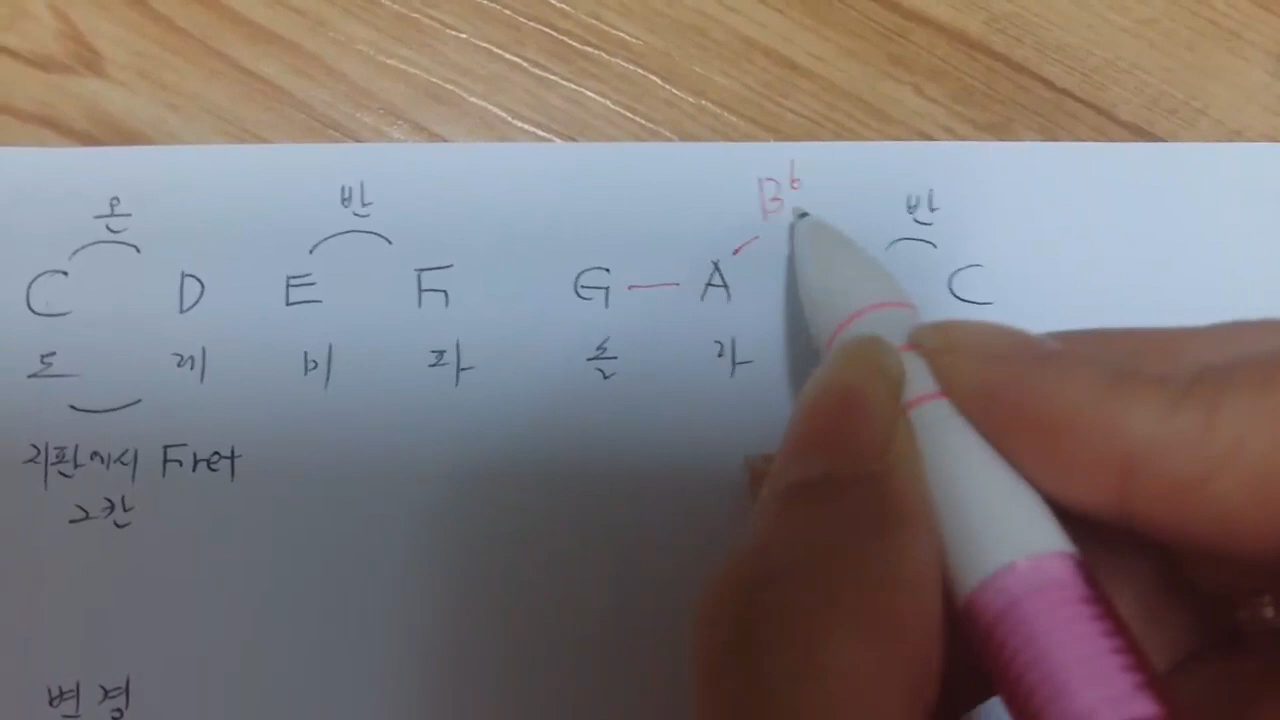 B♭
온 반 반
C D E F G — A C
도 레 미 파 솔 라
지판에서 Fret
2칸
변경